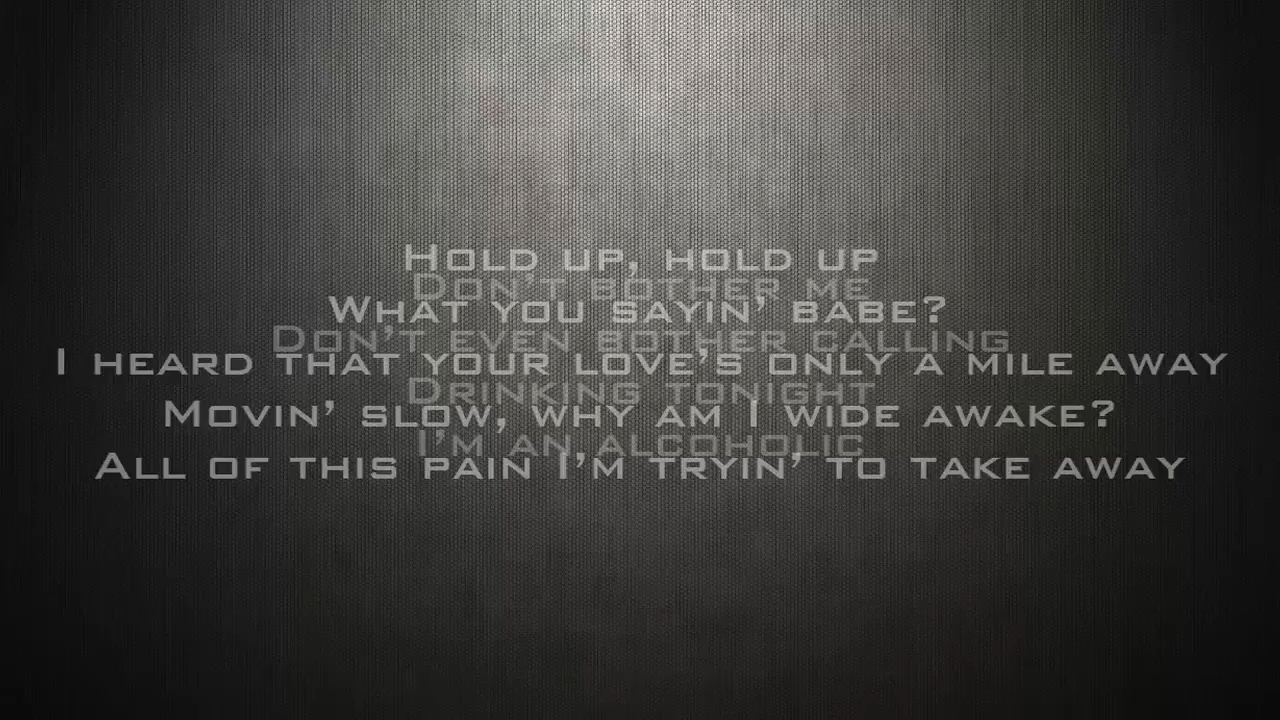 Hold up, hold up
Don't bother me
What you sayin' babe?
Don't even bother calling
I heard that your love's only a mile away
Drinking tonight
Movin' slow, why am I wide awake?
I'm an alcoholic
All of this pain I'm tryin' to take away